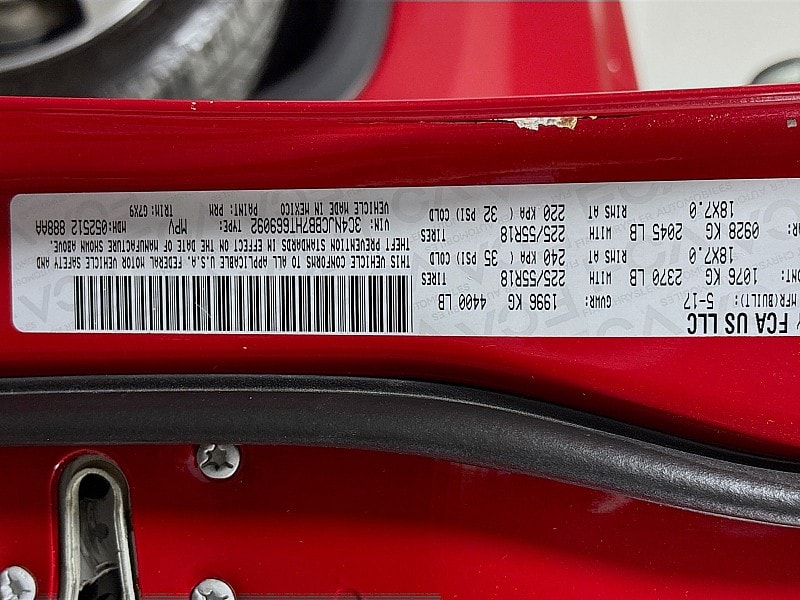 FCA US LLC
MFR(BUILT): 5-17 GVWR: 1996 KG 4400 LB
1076 KG 2370 LB WITH 225/55R18 TIRES
18X7.0 RIMS AT 240 KPA ( 35 PSI) COLD
0928 KG 2045 LB WITH 225/55R18 TIRES
18X7.0 RIMS AT 220 KPA ( 32 PSI) COLD
THIS VEHICLE CONFORMS TO ALL APPLICABLE U.S.A. FEDERAL MOTOR VEHICLE SAFETY AND
THEFT PREVENTION STANDARDS IN EFFECT ON THE DATE OF MANUFACTURE SHOWN ABOVE.
VIN: 3C4NJCBB7HT669092 TYPE: MPV MDH:052512 888AA
VEHICLE MADE IN MEXICO PAINT: PRM TRIM: G7X9